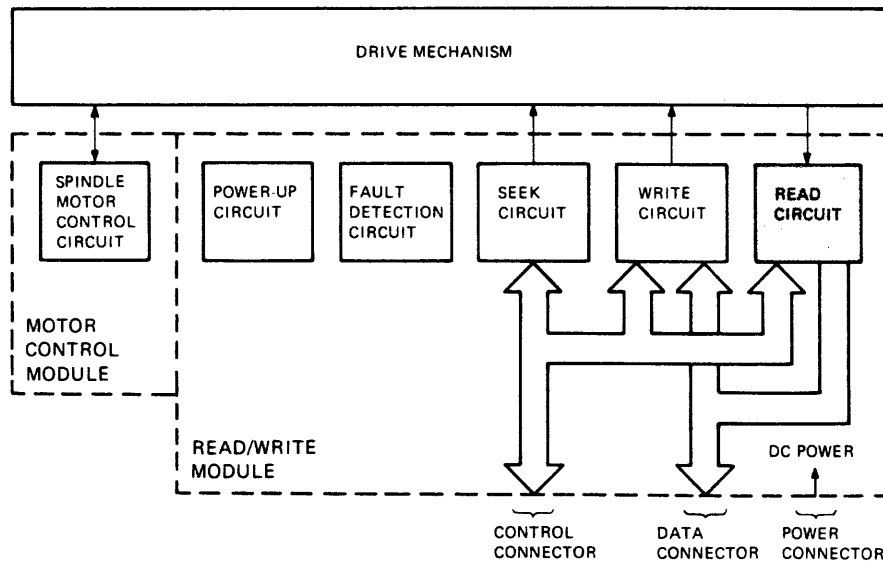 DRIVE MECHANISM
SPINDLE
MOTOR
CONTROL
CIRCUIT
POWER-UP
CIRCUIT
FAULT
DETECTION
CIRCUIT
SEEK
CIRCUIT
WRITE
CIRCUIT
READ
CIRCUIT
MOTOR
CONTROL
MODULE
READ/WRITE
MODULE
DC POWER
CONTROL
CONNECTOR
DATA
CONNECTOR
POWER
CONNECTOR